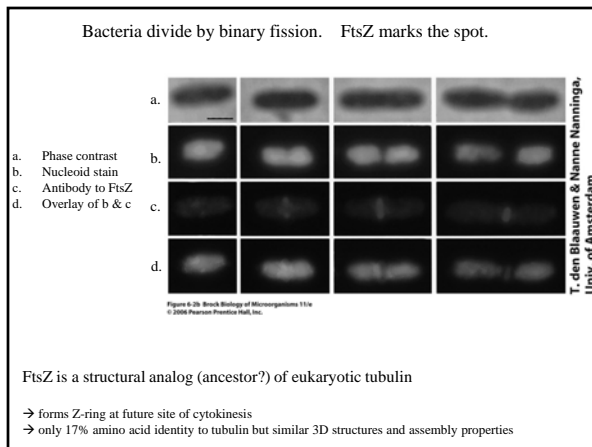 Bacteria divide by binary fission. FtsZ marks the spot.
a. Phase contrast
b. Nucleoid stain
c. Antibody to FtsZ
d. Overlay of b & c
a.
b.
c.
d.
T. den Blaauwen & Nanne Nanninga,
Univ. of Amsterdam
Figure 6-2b Brock Biology of Microorganisms 11/e
© 2006 Pearson Prentice Hall, Inc.
FtsZ is a structural analog (ancestor?) of eukaryotic tubulin
→ forms Z-ring at future site of cytokinesis
→ only 17% amino acid identity to tubulin but similar 3D structures and assembly properties